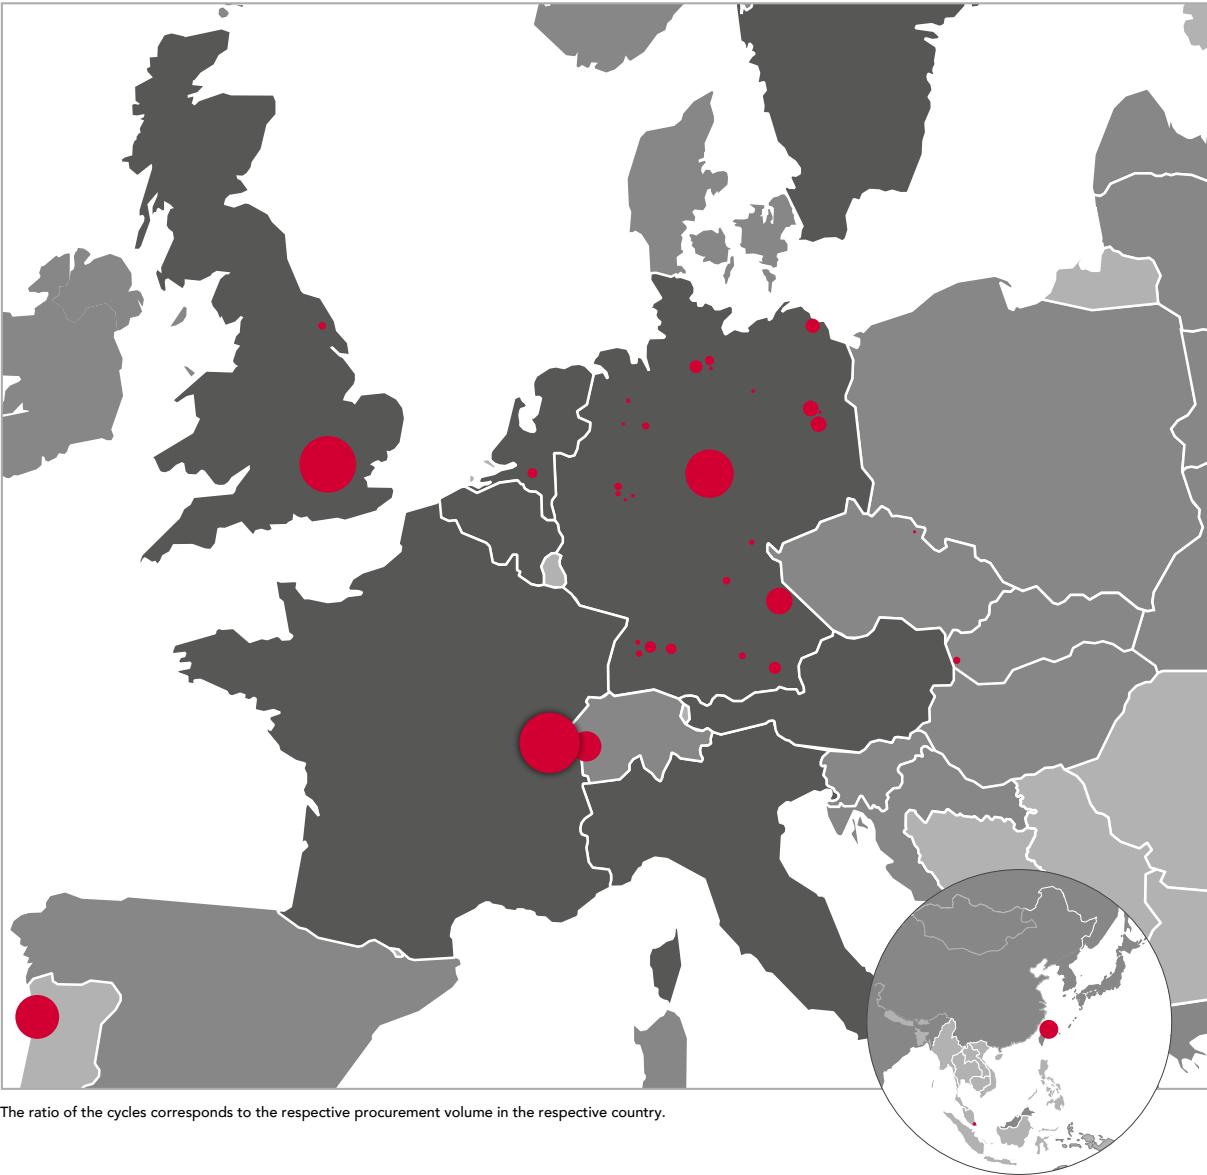 The ratio of the cycles corresponds to the respective procurement volume in the respective country.